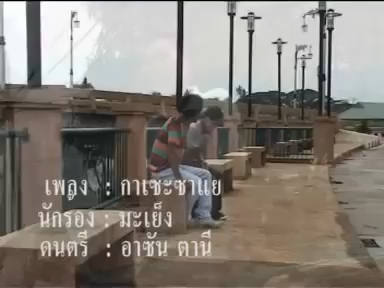 เพลง : กาเซะซาแย
นักร้อง : มะเย็ง
ดนตรี : อาซัน ตานี